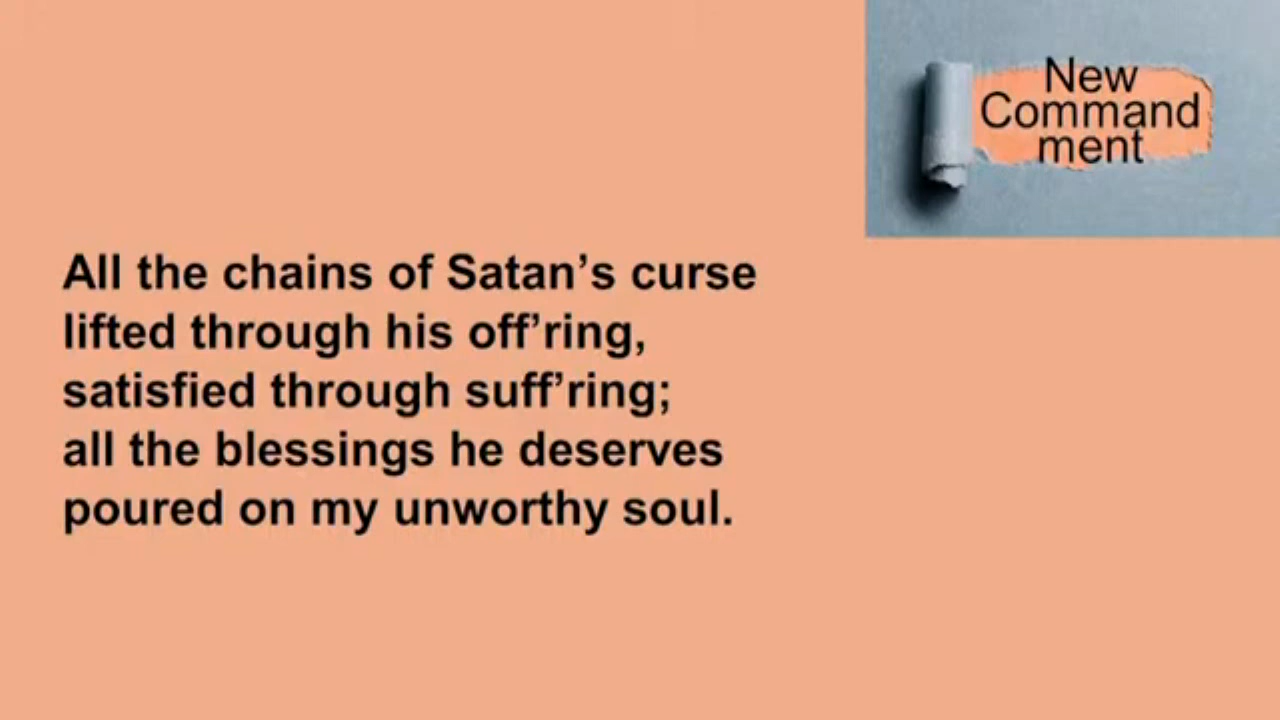 New
Command
ment
All the chains of Satan’s curse
lifted through his off’ring,
satisfied through suff’ring;
all the blessings he deserves
poured on my unworthy soul.